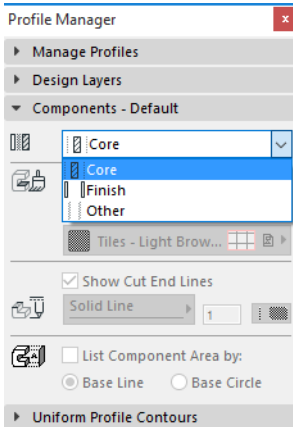 Profile Manager
x
Manage Profiles
Design Layers
Components - Default
Core
Core
Finish
Other
Tiles - Light Brow...
Show Cut End Lines
Solid Line
1
List Component Area by:
Base Line
Base Circle
Uniform Profile Contours